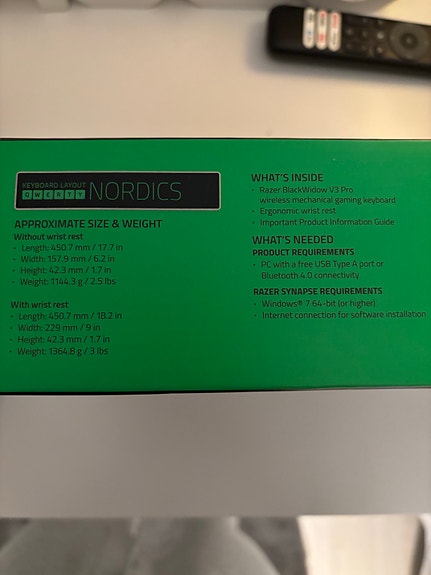 KEYBOARD LAYOUT
QWERTY
NORDICS
APPROXIMATE SIZE & WEIGHT
Without wrist rest
• Length: 450.7 mm / 17.7 in
• Width: 157.9 mm / 6.2 in
• Height: 42.3 mm / 1.7 in
• Weight: 1144.3 g / 2.5 lbs
With wrist rest
• Length: 450.7 mm / 18.2 in
• Width: 229 mm / 9 in
• Height: 42.3 mm / 1.7 in
• Weight: 1364.8 g / 3 lbs
WHAT'S INSIDE
• Razer BlackWidow V3 Pro
wireless mechanical gaming keyboard
• Ergonomic wrist rest
• Important Product Information Guide
WHAT'S NEEDED
PRODUCT REQUIREMENTS
• PC with a free USB Type A port or
Bluetooth 4.0 connectivity
RAZER SYNAPSE REQUIREMENTS
• Windows® 7 64-bit (or higher)
• Internet connection for software installation